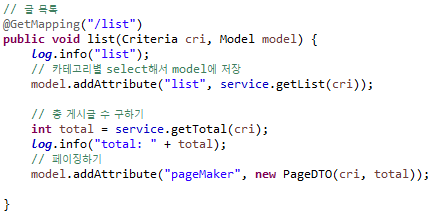 // 글 목록
@GetMapping("/list")
public void list(Criteria cri, Model model) {
    log.info("list");
    // 카테고리별 select해서 model에 저장
    model.addAttribute("list", service.getList(cri));

    // 총 게시글 수 구하기
    int total = service.getTotal(cri);
    log.info("total: " + total);
    // 페이징하기
    model.addAttribute("pageMaker", new PageDTO(cri, total));

}